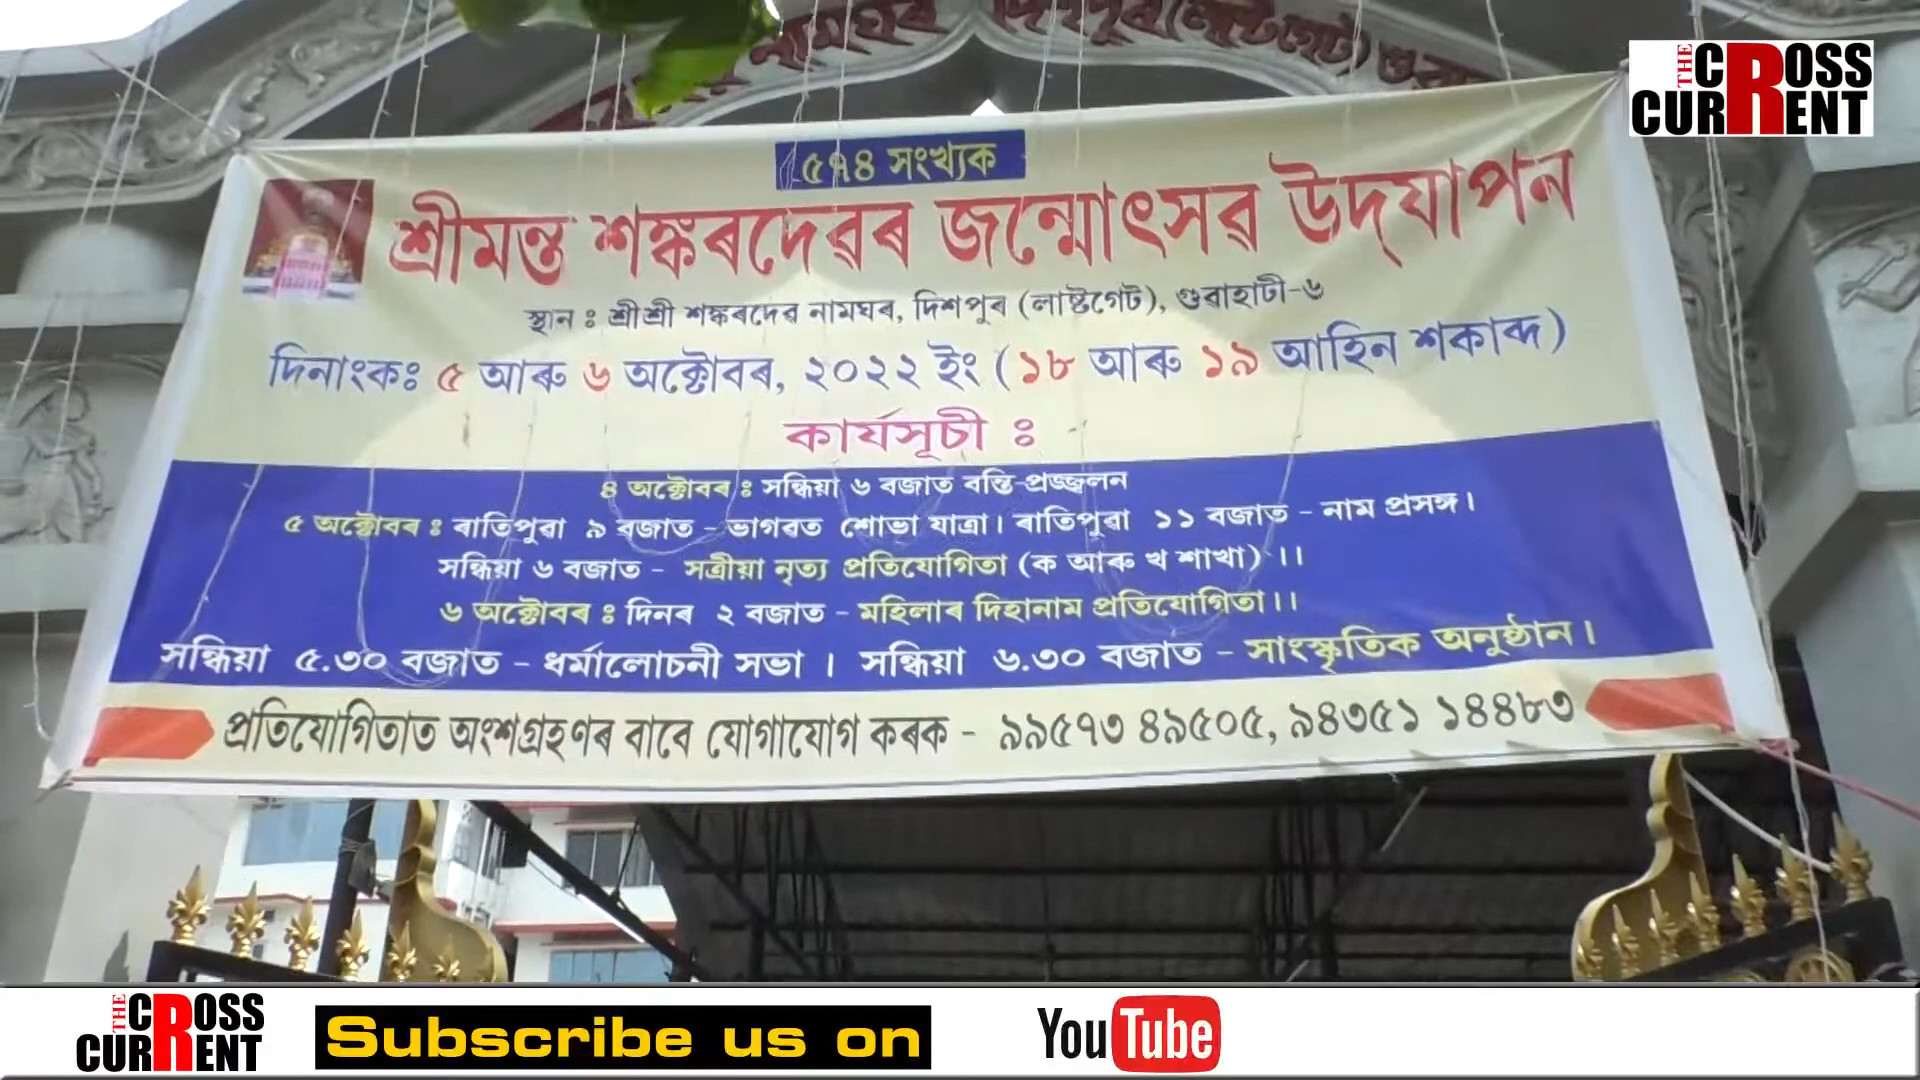 নামঘৰ দিশপুৰ (লাষ্টগেট)
THE CROSS CURRENT
৫৭৪ সংখ্যক
শ্ৰীমন্ত শঙ্কৰদেৱৰ জন্মোৎসৱ উদ্‌যাপন
স্থান ঃ শ্ৰীশ্ৰী শঙ্কৰদেৱ নামঘৰ, দিশপুৰ (লাষ্টগেট), গুৱাহাটী-৬
দিনাংকঃ ৫ আৰু ৬ অক্টোবৰ, ২০২২ ইং (১৮ আৰু ১৯ আহিন শকাব্দ)
কাৰ্যসূচী ঃ
৪ অক্টোবৰ ঃ সন্ধিয়া ৬ বজাত বন্তি প্ৰজ্জ্বলন
৫ অক্টোবৰ ঃ ৰাতিপুৱা ৯ বজাত - ভাগৱত শোভা যাত্ৰা। ৰাতিপুৱা ১১ বজাত - নাম প্ৰসঙ্গ।
সন্ধিয়া ৬ বজাত - সত্ৰীয়া নৃত্য প্ৰতিযোগিতা (ক আৰু খ শাখা) ।।
৬ অক্টোবৰ ঃ দিনৰ ২ বজাত - মহিলাৰ দিহানাম প্ৰতিযোগিতা।।
সন্ধিয়া ৫.৩০ বজাত - ধৰ্মালোচনী সভা । সন্ধিয়া ৬.৩০ বজাত - সাংস্কৃতিক অনুষ্ঠান।
প্ৰতিযোগিতাত অংশগ্ৰহণৰ বাবে যোগাযোগ কৰক - ৯৯৫৭৩ ৪৯৫০৫, ৯৪৩৫১ ১৪৪৮৩
THE CROSS CURRENT
Subscribe us on
YouTube